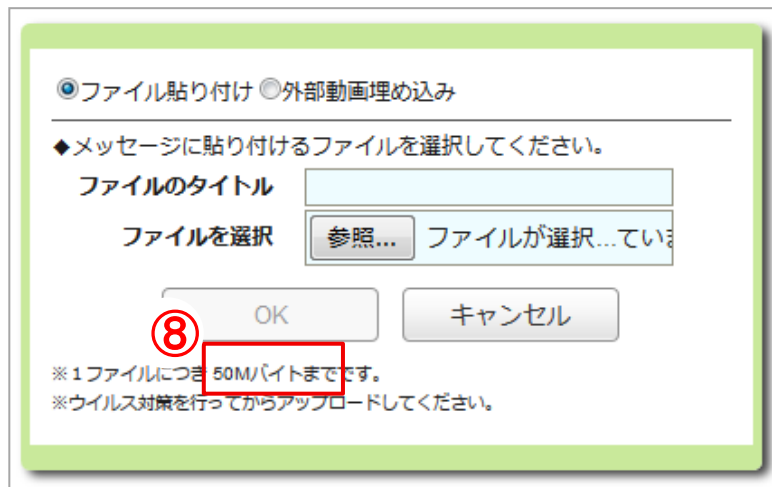 ファイル貼り付け 外部動画埋め込み
◆メッセージに貼り付けるファイルを選択してください。
ファイルのタイトル
ファイルを選択 参照... ファイルが選択...てい
OK キャンセル
⑧
※1ファイルにつき 50Mバイトまでです。
※ウイルス対策を行ってからアップロードしてください。